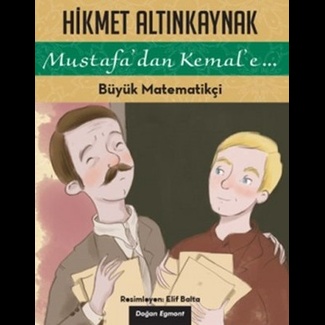 HİKMET ALTINKAYNAK
Mustafa'dan Kemal'e...
Büyük Matematikçi
Resimleyen: Elif Balta
Doğan Egmont